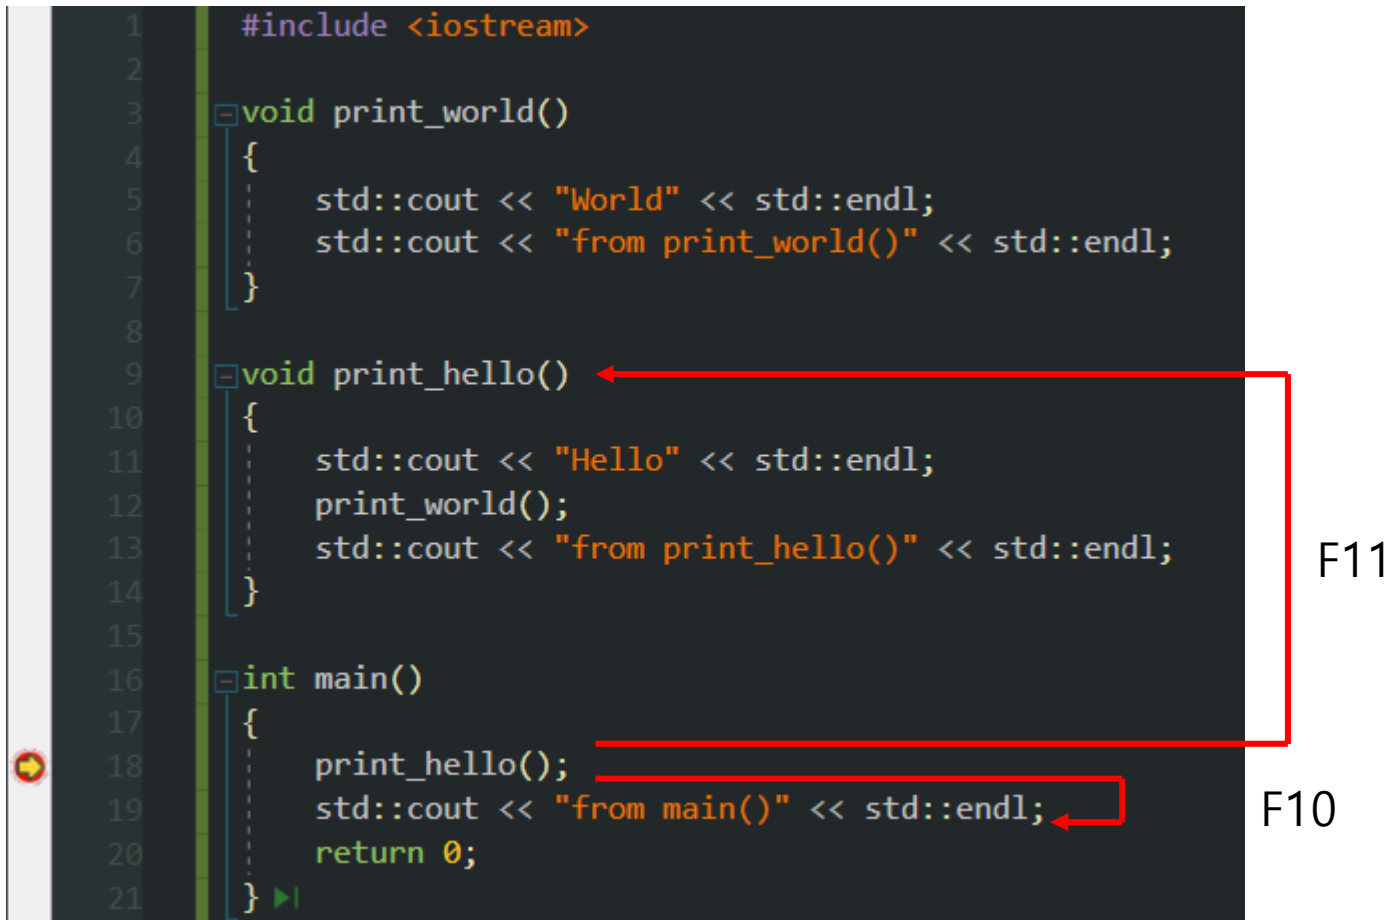 1 #include <iostream>
2
3 void print_world()
4 {
5 std::cout << "World" << std::endl;
6 std::cout << "from print_world()" << std::endl;
7 }
8
9 void print_hello()
10 {
11 std::cout << "Hello" << std::endl;
12 print_world();
13 std::cout << "from print_hello()" << std::endl;
F11
14 }
15
16 int main()
17 {
18 print_hello();
19 std::cout << "from main()" << std::endl;
F10
20 return 0;
21 }